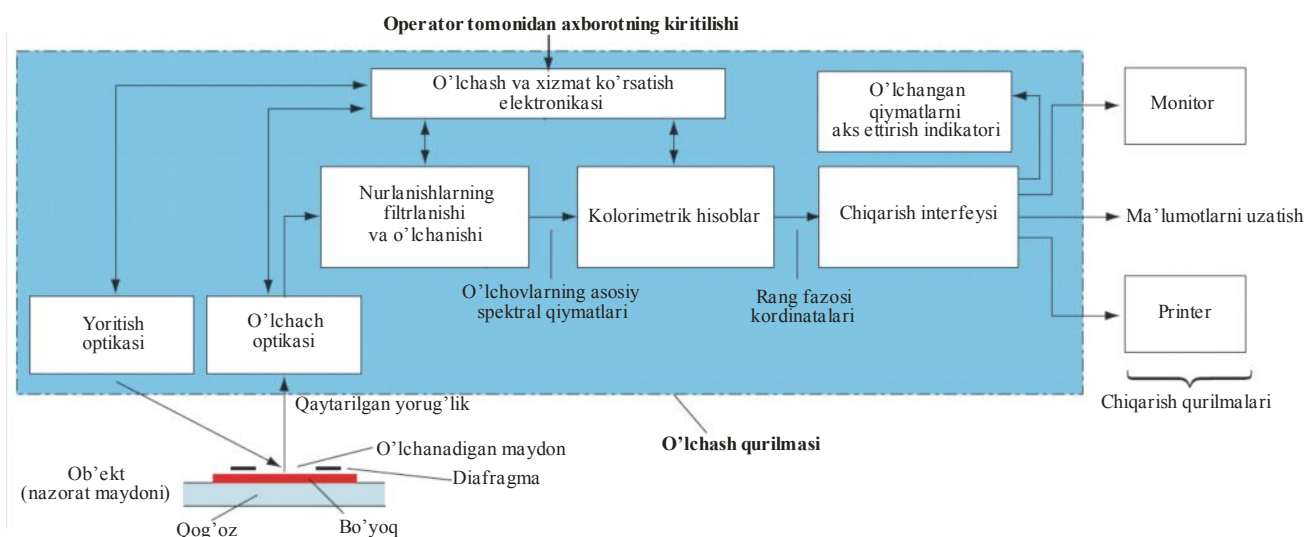 Operator tomonidan axborotning kiritilishi
O'lchash va xizmat ko'rsatish
elektronikasi
O'lchangan
qiymatlarni
aks ettirish indikatori
Monitor
Nurlanishlarning
filtrlanishi
va o'lchanishi
Kolorimetrik hisoblar
Chiqarish interfeysi
Ma'lumotlarni uzatish
O'lchovlarning asosiy
spektral qiymatlari
Rang fazosi
kordinatalari
Yoritish
optikasi
O'lchach
optikasi
Printer
Qaytarilgan yorug'lik
Chiqarish qurilmalari
O'lchanadigan maydon
O'lchash qurilmasi
Ob'ekt
(nazorat maydoni)
Diafragma
Qog'oz
Bo'yoq